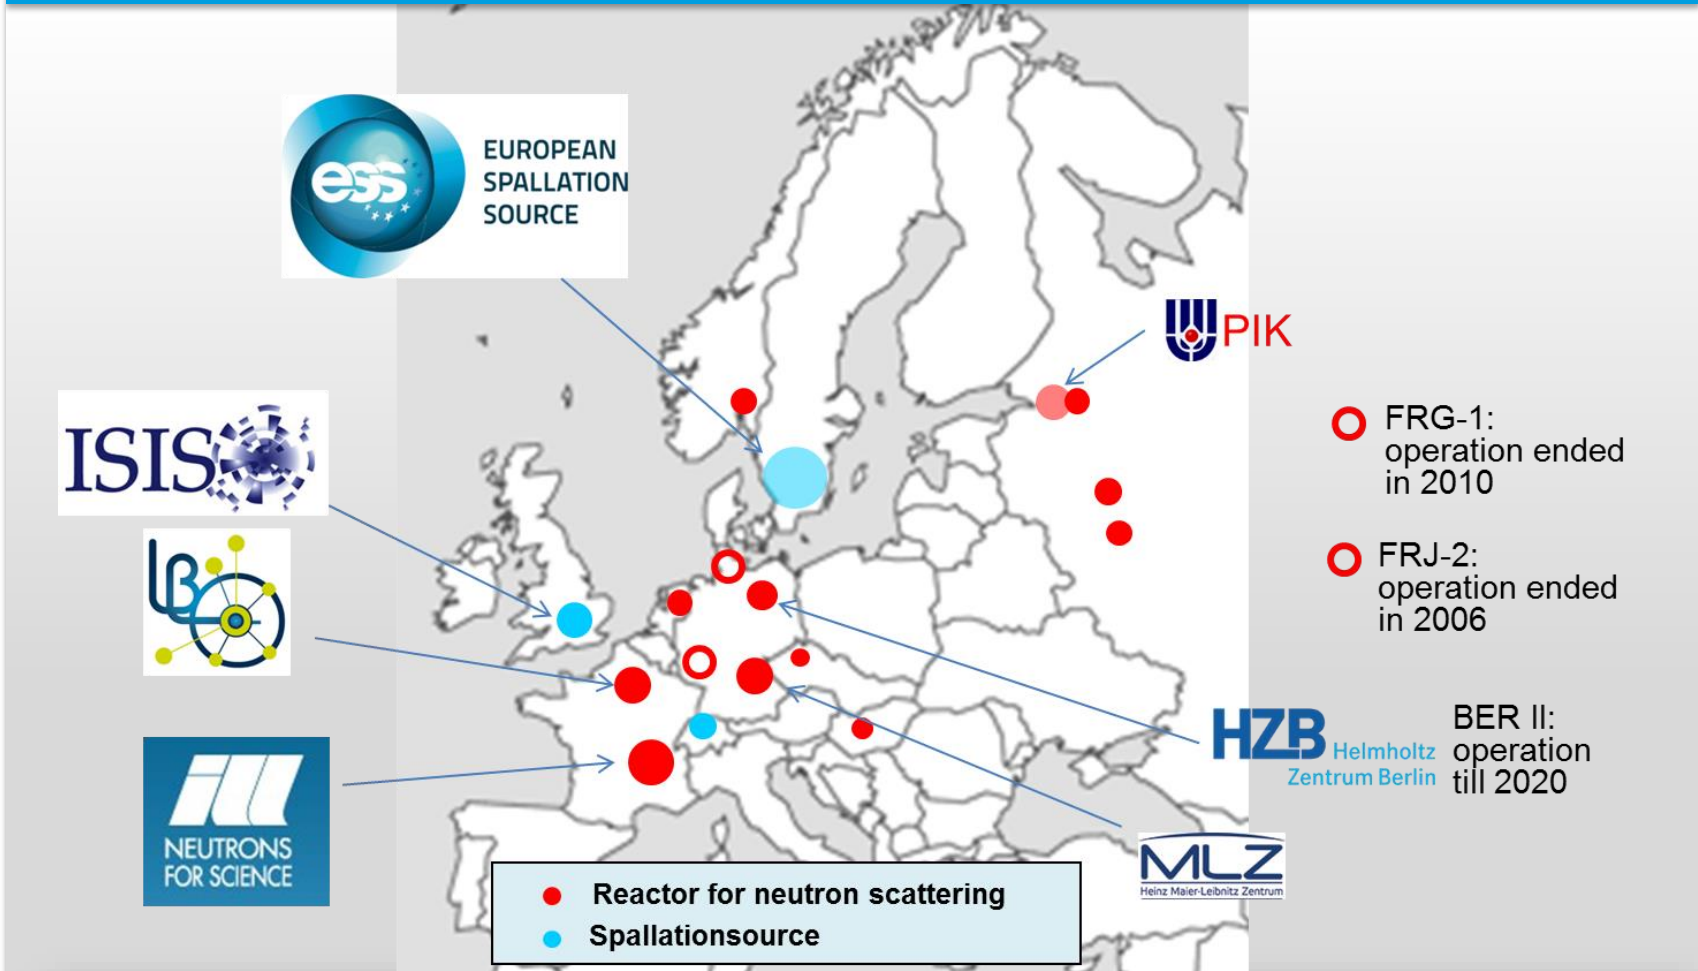 ess
EUROPEAN
SPALLATION
SOURCE
PIK
ISIS
FRG-1:
operation ended
in 2010
FRJ-2:
operation ended
in 2006
HZB Helmholtz
Zentrum Berlin
BER II:
operation
till 2020
ill
NEUTRONS
FOR SCIENCE
MLZ
Heinz Maier-Leibnitz Zentrum
Reactor for neutron scattering
Spallationsource